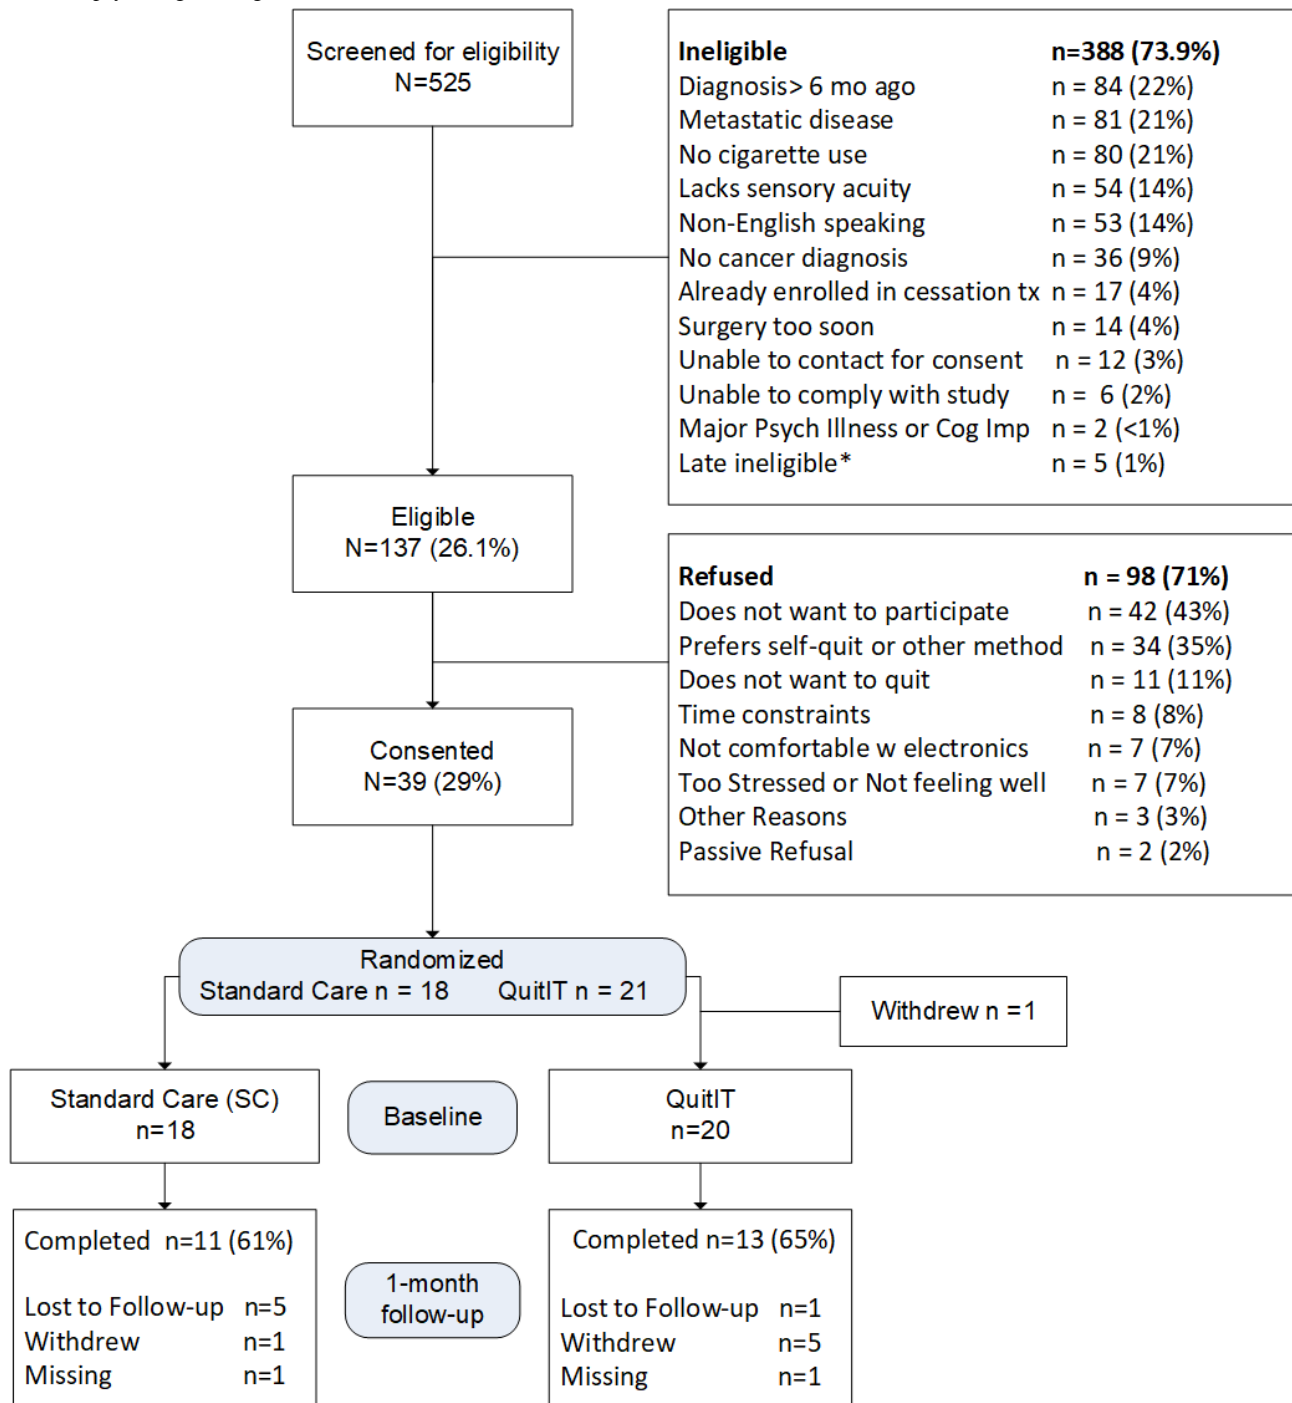 Screened for eligibility
N=525
Ineligible n=388 (73.9%)
Diagnosis> 6 mo ago n = 84 (22%)
Metastatic disease n = 81 (21%)
No cigarette use n = 80 (21%)
Lacks sensory acuity n = 54 (14%)
Non-English speaking n = 53 (14%)
No cancer diagnosis n = 36 (9%)
Already enrolled in cessation tx n = 17 (4%)
Surgery too soon n = 14 (4%)
Unable to contact for consent n = 12 (3%)
Unable to comply with study n = 6 (2%)
Major Psych Illness or Cog Imp n = 2 (<1%)
Late ineligible* n = 5 (1%)
Eligible
N=137 (26.1%)
Refused n = 98 (71%)
Does not want to participate n = 42 (43%)
Prefers self-quit or other method n = 34 (35%)
Does not want to quit n = 11 (11%)
Time constraints n = 8 (8%)
Not comfortable w electronics n = 7 (7%)
Too Stressed or Not feeling well n = 7 (7%)
Other Reasons n = 3 (3%)
Passive Refusal n = 2 (2%)
Consented
N=39 (29%)
Randomized
Standard Care n = 18 QuitIT n = 21
Withdrew n =1
Standard Care (SC)
n=18
Baseline
QuitIT
n=20
Completed n=11 (61%)
Lost to Follow-up n=5
Withdrew n=1
Missing n=1
1-month
follow-up
Completed n=13 (65%)
Lost to Follow-up n=1
Withdrew n=5
Missing n=1